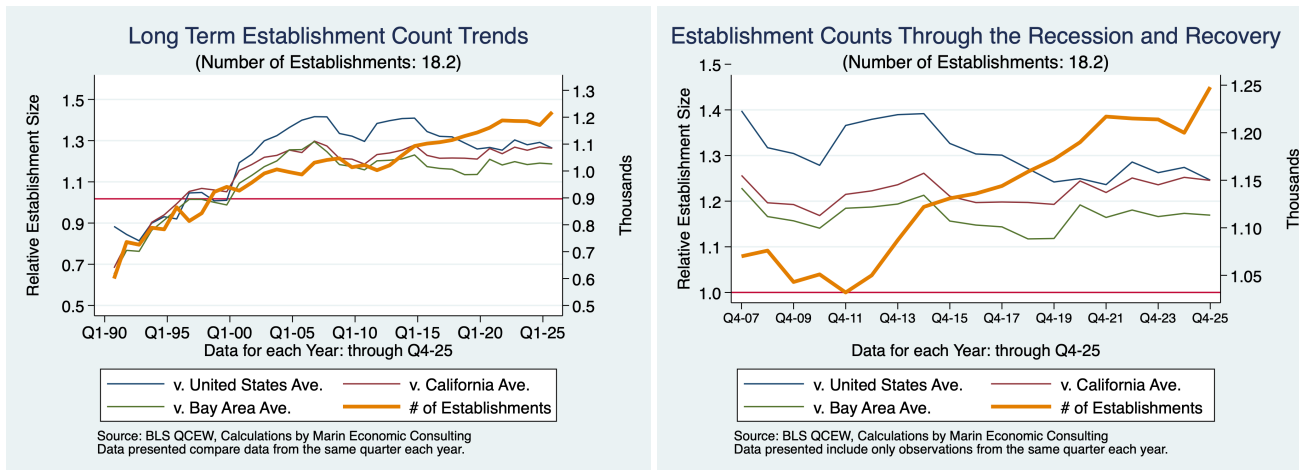 Long Term Establishment Count Trends
(Number of Establishments: 18.2)
Relative Establishment Size
1.5
1.3
1.1
0.9
0.7
0.5
1.3
1.2
1.1
1.0
0.9
0.8
0.7
0.6
0.5
Thousands
Q1-90 Q1-95 Q1-00 Q1-05 Q1-10 Q1-15 Q1-20 Q1-25
Data for each Year: through Q4-25
v. United States Ave. v. California Ave.
v. Bay Area Ave. # of Establishments
Source: BLS QCEW, Calculations by Marin Economic Consulting
Data presented compare data from the same quarter each year.
Establishment Counts Through the Recession and Recovery
(Number of Establishments: 18.2)
Relative Establishment Size
1.5
1.4
1.3
1.2
1.1
1.0
1.25
1.20
1.15
1.10
1.05
Thousands
Q4-07 Q4-09 Q4-11 Q4-13 Q4-15 Q4-17 Q4-19 Q4-21 Q4-23 Q4-25
Data for each Year: through Q4-25
v. United States Ave. v. California Ave.
v. Bay Area Ave. # of Establishments
Source: BLS QCEW, Calculations by Marin Economic Consulting
Data presented include only observations from the same quarter each year.